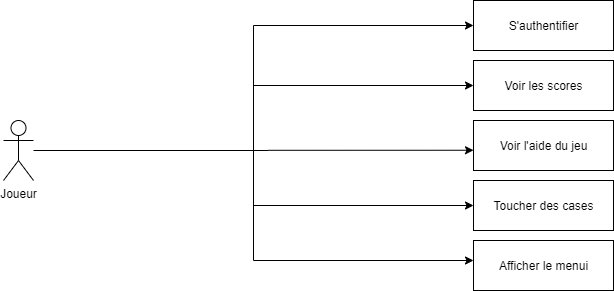 S'authentifier
Voir les scores
Voir l'aide du jeu
Joueur
Toucher des cases
Afficher le menui